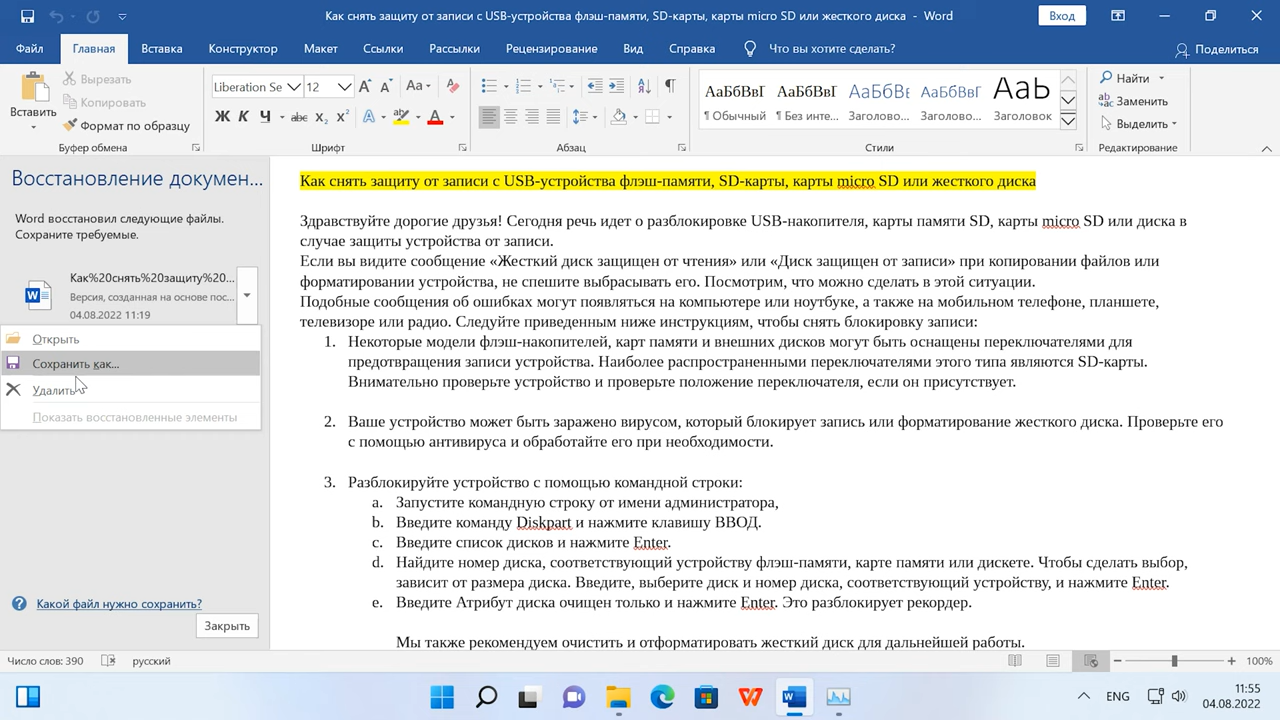 Как снять защиту от записи с USB-устройства флэш-памяти, SD-карты, карты micro SD или жесткого диска - Word
Вход
Файл Главная Вставка Конструктор Макет Ссылки Рассылки Рецензирование Вид Справка Что вы хотите сделать? Поделиться
Вставить
Вырезать
Копировать
Формат по образцу
Буфер обмена
Liberation Se 12
Aa
Ж К Ч abc X₂ X²
Шрифт
Абзац
АаБбВвГ АаБбВвГ АаБбВв АаБбВвГ АаБ
¶ Обычный ¶ Без инте... Заголово... Заголово... Заголовок
Стили
Найти
Заменить
Выделить
Редактирование
Восстановление докумен...
Word восстановил следующие файлы.
Сохраните требуемые.
Как%20снять%20защиту%20...
Версия, созданная на основе пос...
04.08.2022 11:19
Открыть
Сохранить как...
Удалить
Показать восстановленные элементы
Какой файл нужно сохранить?
Закрыть
Как снять защиту от записи с USB-устройства флэш-памяти, SD-карты, карты micro SD или жесткого диска
Здравствуйте дорогие друзья! Сегодня речь идет о разблокировке USB-накопителя, карты памяти SD, карты micro SD или диска в
случае защиты устройства от записи.
Если вы видите сообщение «Жесткий диск защищен от чтения» или «Диск защищен от записи» при копировании файлов или
форматировании устройства, не спешите выбрасывать его. Посмотрим, что можно сделать в этой ситуации.
Подобные сообщения об ошибках могут появляться на компьютере или ноутбуке, а также на мобильном телефоне, планшете,
телевизоре или радио. Следуйте приведенным ниже инструкциям, чтобы снять блокировку записи:
1. Некоторые модели флэш-накопителей, карт памяти и внешних дисков могут быть оснащены переключателями для
предотвращения записи устройства. Наиболее распространенным переключателями этого типа являются SD-карты.
Внимательно проверьте устройство и проверьте положение переключателя, если он присутствует.
2. Ваше устройство может быть заражено вирусом, который блокирует запись или форматирование жесткого диска. Проверьте его
с помощью антивируса и обработайте его при необходимости.
3. Разблокируйте устройство с помощью командной строки:
a. Запустите командную строку от имени администратора,
b. Введите команду Diskpart и нажмите клавишу ВВОД.
c. Введите список дисков и нажмите Enter.
d. Найдите номер диска, соответствующий устройству флэш-памяти, карте памяти или дискете. Чтобы сделать выбор,
зависит от размера диска. Введите, выберите диск и номер диска, соответствующий устройству, и нажмите Enter.
e. Введите Атрибут диска очищен только и нажмите Enter. Это разблокирует рекордер.
Мы также рекомендуем очистить и отформатировать жесткий диск для дальнейшей работы.
Число слов: 390 русский 100%
ENG
11:55
04.08.2022